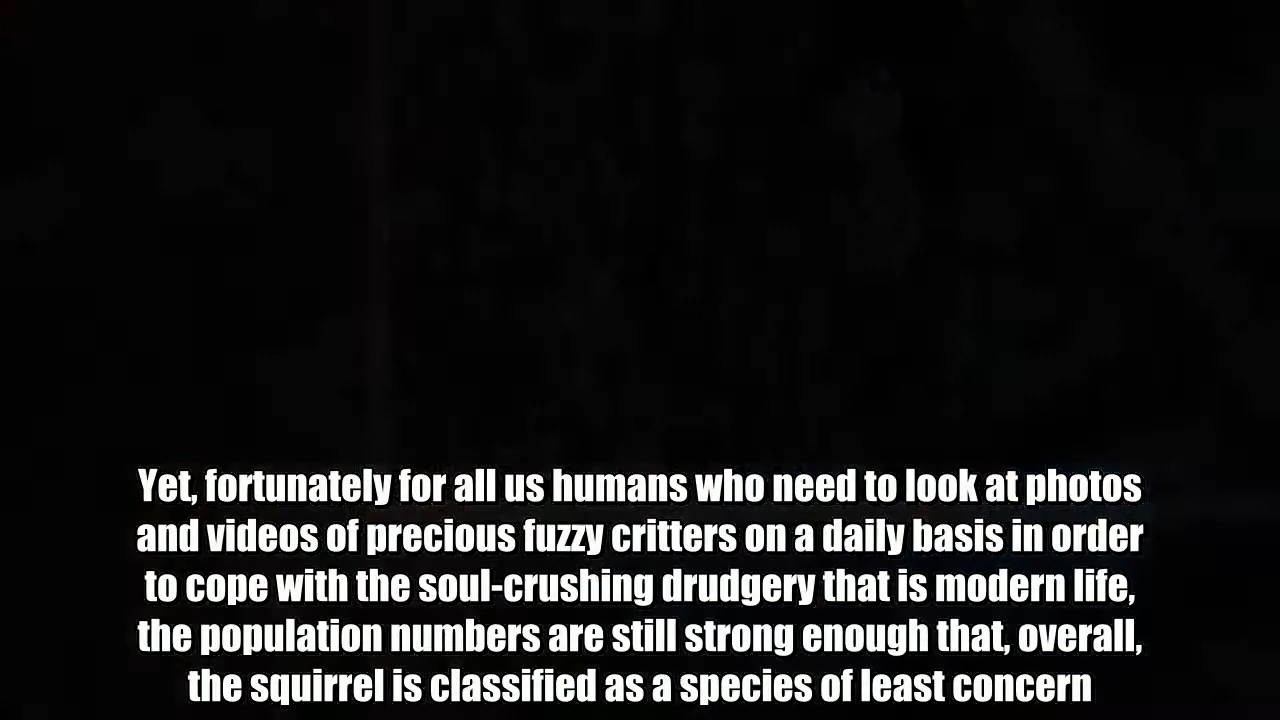 Yet, fortunately for all us humans who need to look at photos
and videos of precious fuzzy critters on a daily basis in order
to cope with the soul-crushing drudgery that is modern life,
the population numbers are still strong enough that, overall,
the squirrel is classified as a species of least concern